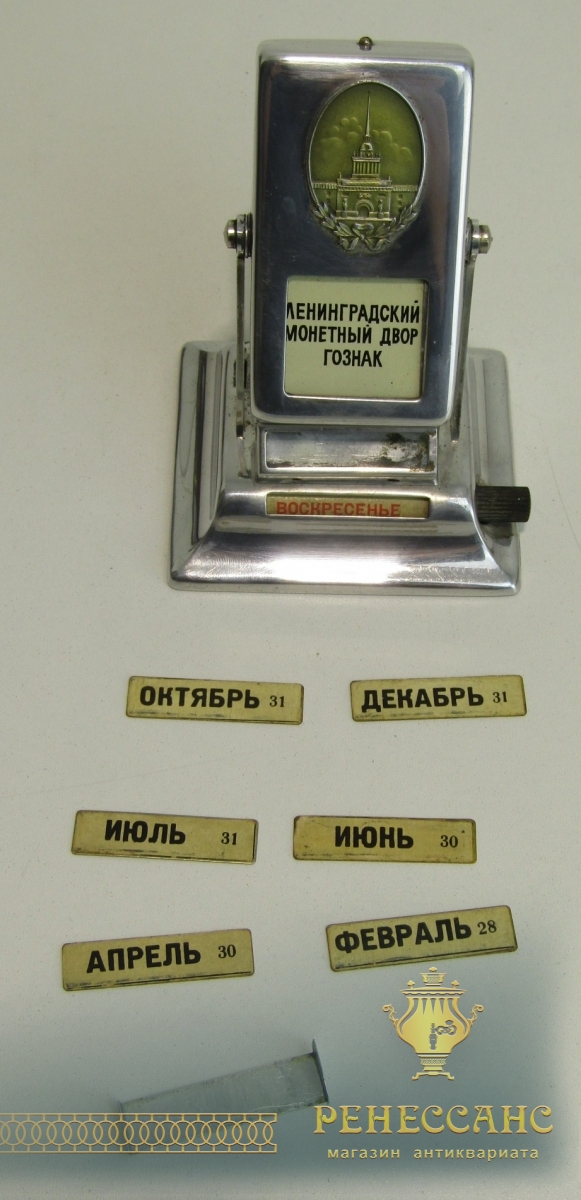 ЛЕНИНГРАДСКИЙ
МОНЕТНЫЙ ДВОР
ГОЗНАК
ВОСКРЕСЕНЬЕ
ОКТЯБРЬ 31
ДЕКАБРЬ 31
ИЮЛЬ 31
ИЮНЬ 30
АПРЕЛЬ 30
ФЕВРАЛЬ 28
РЕНЕССАНС
магазин антиквариата